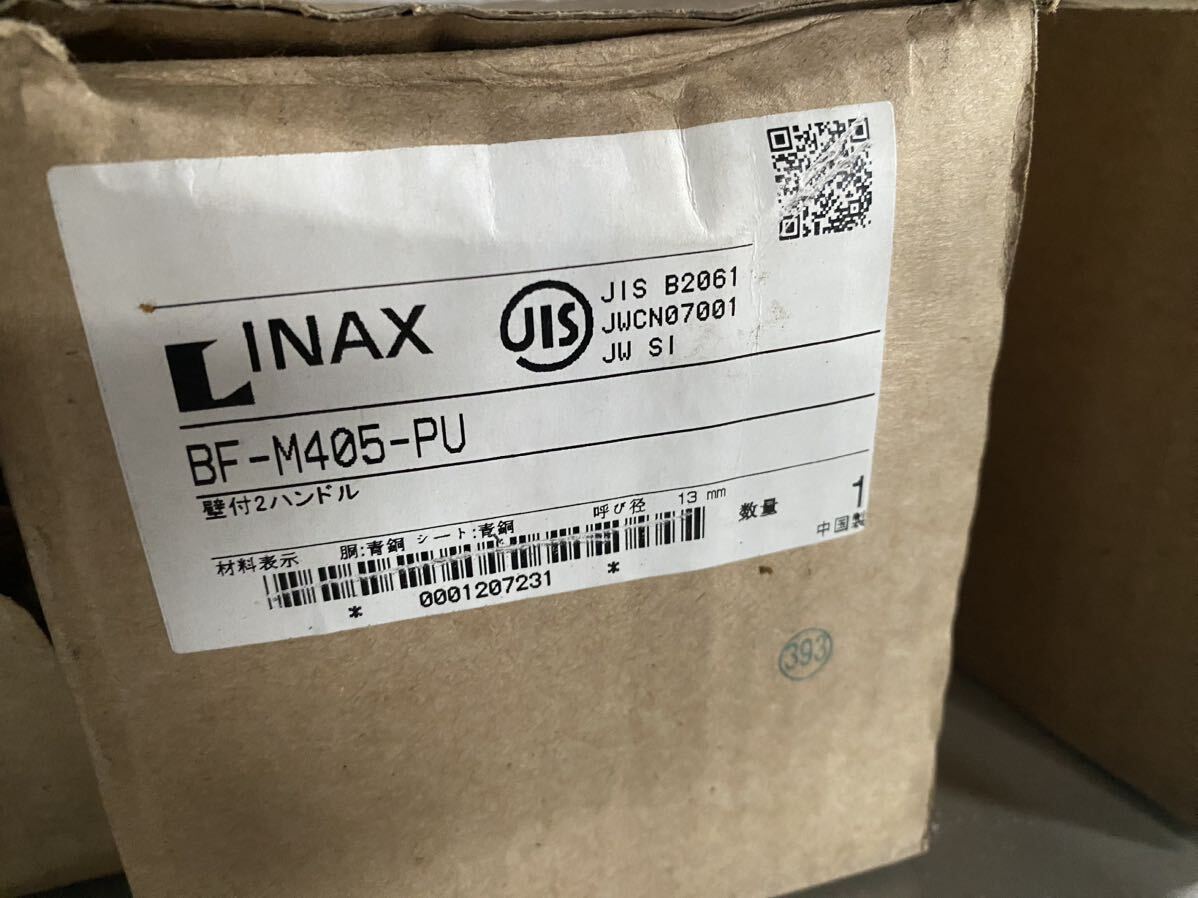 INAX
JIS
JIS B2061
JWCN07001
JW SI
BF-M405-PU
壁付2ハンドル
材料表示 胴:青銅 シート:青銅 呼び径 13 mm 数量 1
中国製
* 0001207231 *
393